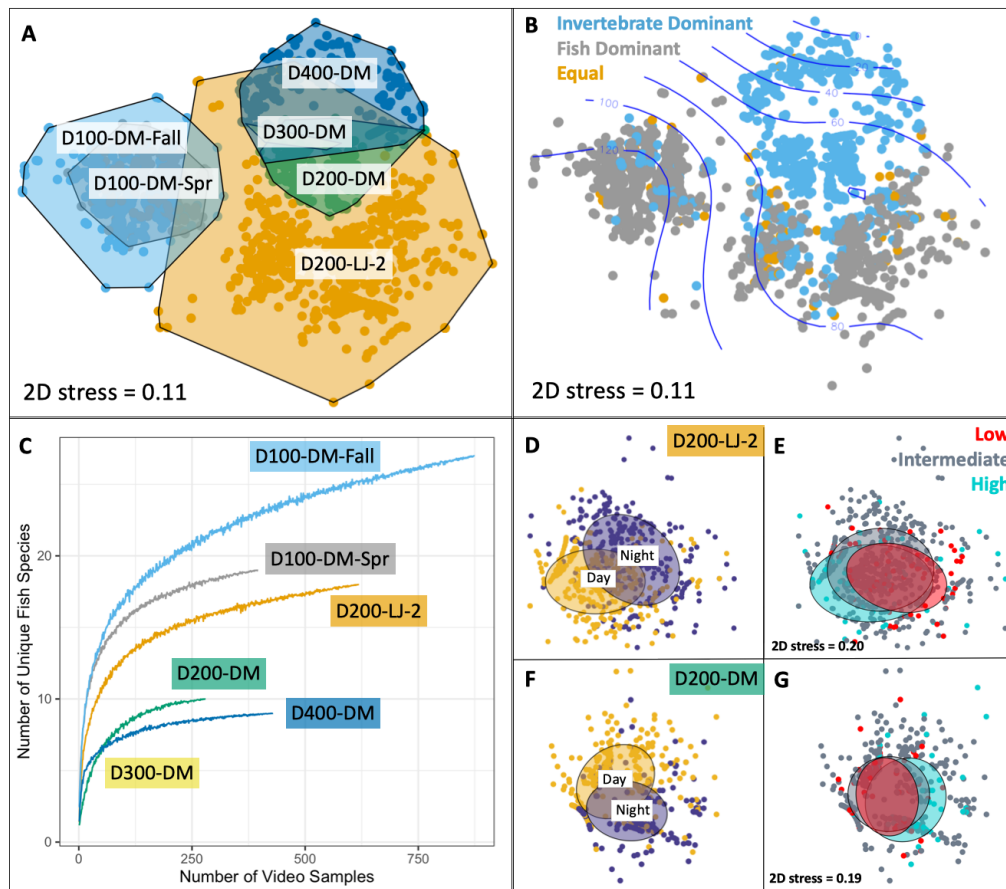 A
D400-DM
D100-DM-Fall
D300-DM
D100-DM-Spr
D200-DM
D200-LJ-2
2D stress = 0.11
B
Invertebrate Dominant
Fish Dominant
Equal
0
20
40
60
100
120
80
2D stress = 0.11
C
D100-DM-Fall
D100-DM-Spr
D200-LJ-2
D200-DM
D400-DM
D300-DM
Number of Unique Fish Species
20
10
0
0
250
500
750
Number of Video Samples
D
D200-LJ-2
Night
Day
E
Low
Intermediate
High
2D stress = 0.20
F
D200-DM
Day
Night
G
2D stress = 0.19